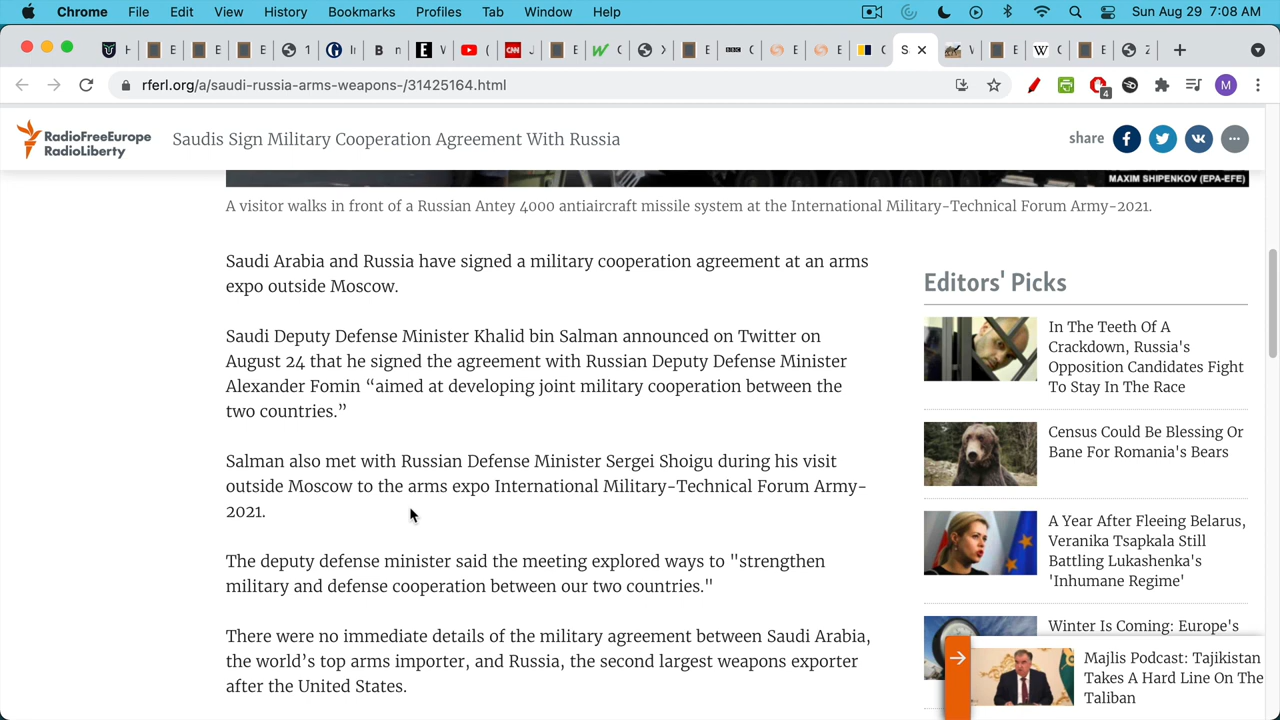 Chrome File Edit View History Bookmarks Profiles Tab Window Help Sun Aug 29 7:08 AM
rferl.org/a/saudi-russia-arms-weapons-/31425164.html
4
M
RadioFreeEurope
RadioLiberty
Saudis Sign Military Cooperation Agreement With Russia
share
MAXIM SHIPENKOV (EPA-EFE)
A visitor walks in front of a Russian Antey 4000 antiaircraft missile system at the International Military-Technical Forum Army-2021.
Saudi Arabia and Russia have signed a military cooperation agreement at an arms
expo outside Moscow.
Saudi Deputy Defense Minister Khalid bin Salman announced on Twitter on
August 24 that he signed the agreement with Russian Deputy Defense Minister
Alexander Fomin “aimed at developing joint military cooperation between the
two countries.”
Salman also met with Russian Defense Minister Sergei Shoigu during his visit
outside Moscow to the arms expo International Military-Technical Forum Army-
2021.
The deputy defense minister said the meeting explored ways to "strengthen
military and defense cooperation between our two countries."
There were no immediate details of the military agreement between Saudi Arabia,
the world’s top arms importer, and Russia, the second largest weapons exporter
after the United States.
Editors' Picks
In The Teeth Of A
Crackdown, Russia's
Opposition Candidates Fight
To Stay In The Race
Census Could Be Blessing Or
Bane For Romania's Bears
A Year After Fleeing Belarus,
Veranika Tsapkala Still
Battling Lukashenka's
'Inhumane Regime'
Winter Is Coming: Europe's
Majlis Podcast: Tajikistan
Takes A Hard Line On The
Taliban